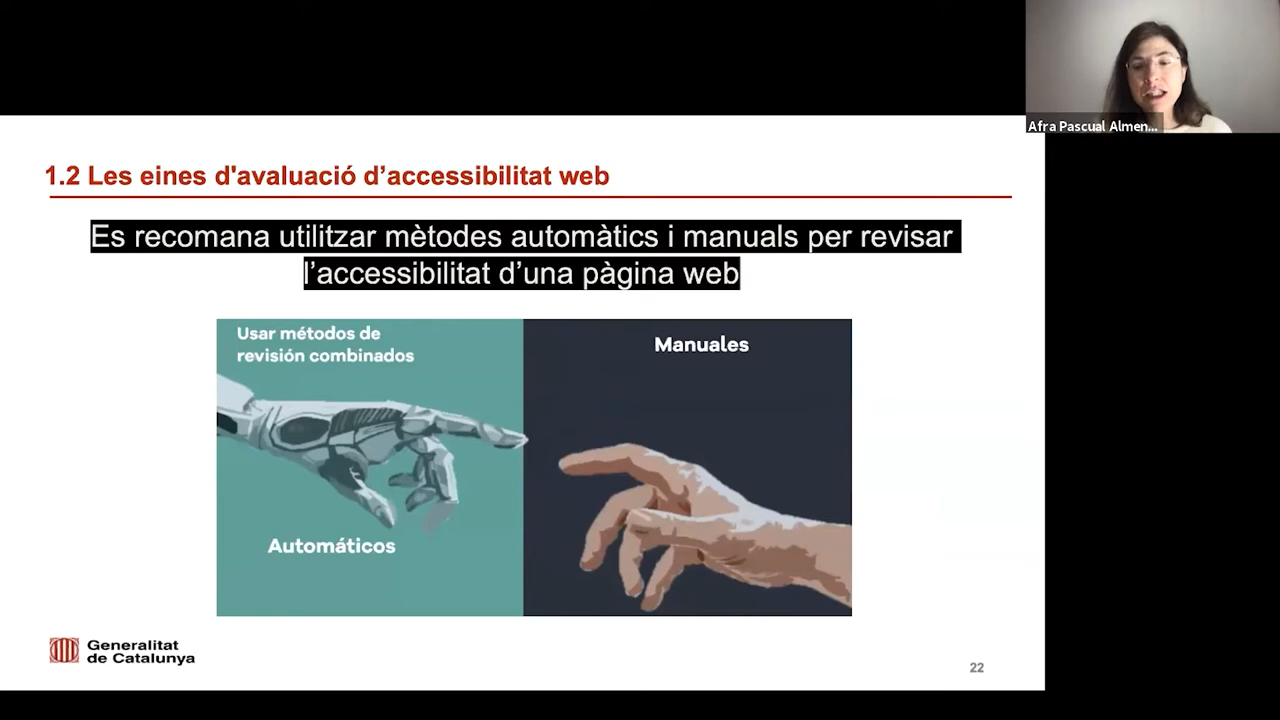 Afra Pascual Almen...
1.2 Les eines d'avaluació d’accessibilitat web
Es recomana utilitzar mètodes automàtics i manuals per revisar
l’accessibilitat d’una pàgina web
Usar métodos de
revisión combinados
Manuales
Automáticos
Generalitat
de Catalunya
22